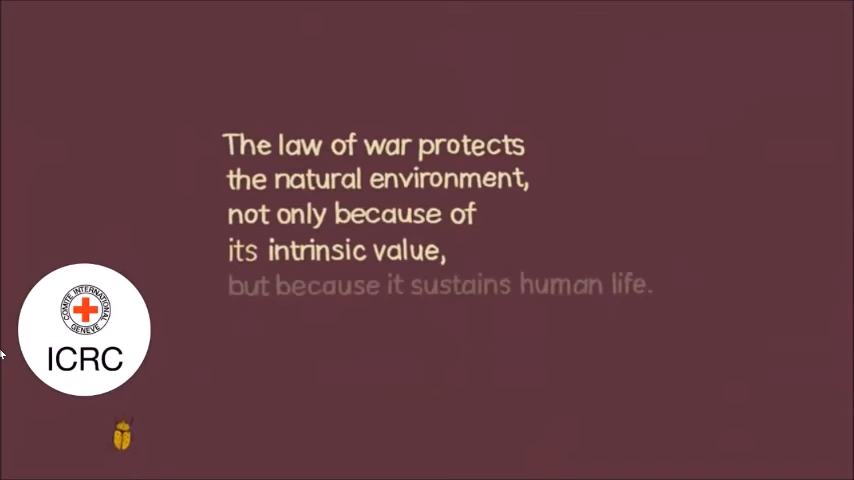 The law of war protects
the natural environment,
not only because of
its intrinsic value,
but because it sustains human life.
COMITE INTERNATIONAL
GENEVE
ICRC